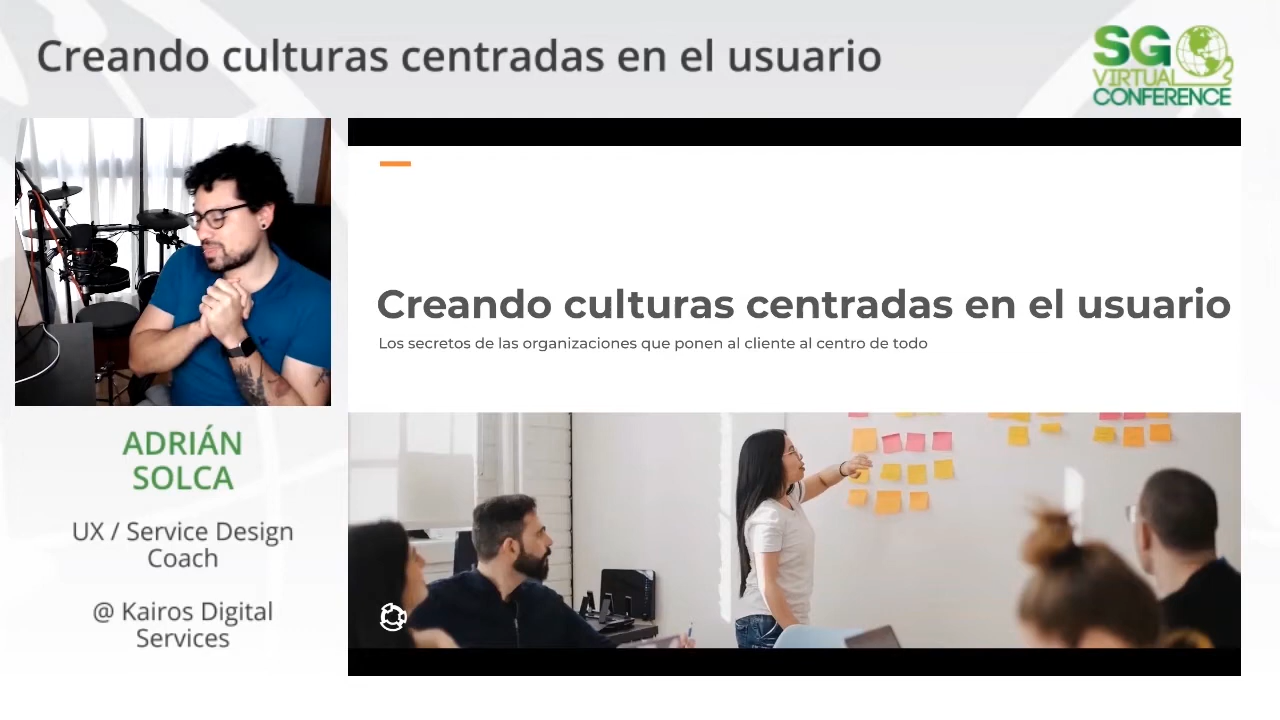 Creando culturas centradas en el usuario
SG
VIRTUAL
CONFERENCE
Creando culturas centradas en el usuario
Los secretos de las organizaciones que ponen al cliente al centro de todo
ADRIÁN
SOLCA
UX / Service Design
Coach
@ Kairos Digital
Services